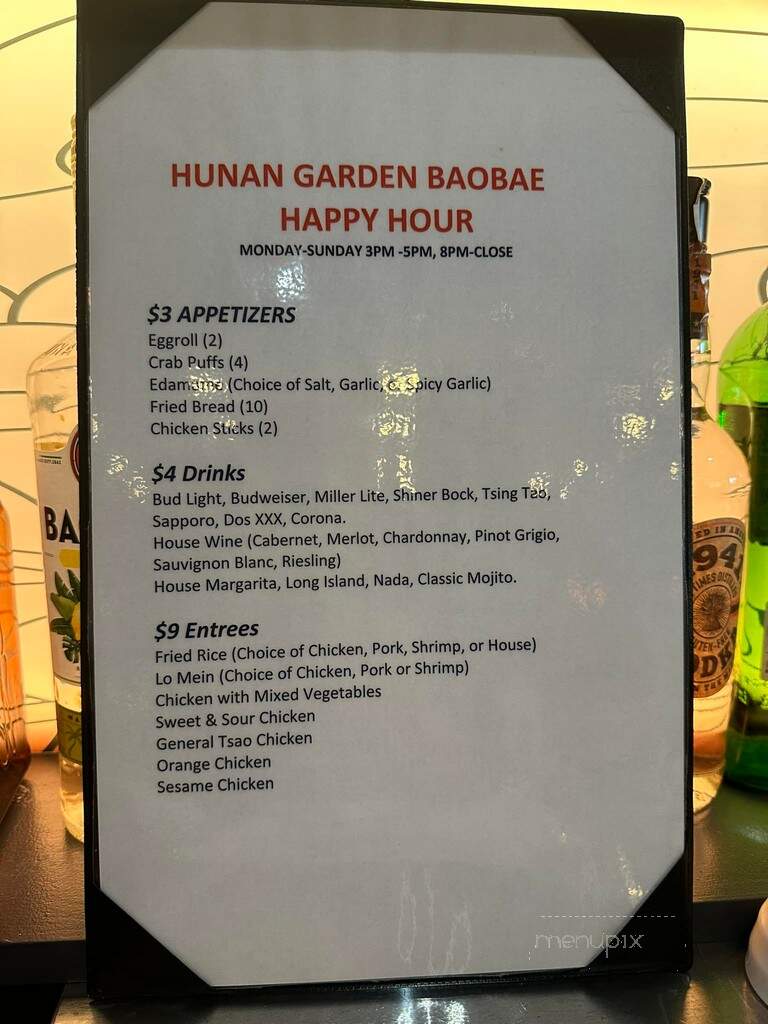 HUNAN GARDEN BAOBAE
HAPPY HOUR
MONDAY-SUNDAY 3PM -5PM, 8PM-CLOSE
$3 APPETIZERS
Eggroll (2)
Crab Puffs (4)
Edamame (Choice of Salt, Garlic, or Spicy Garlic)
Fried Bread (10)
Chicken Sticks (2)
$4 Drinks
Bud Light, Budweiser, Miller Lite, Shiner Bock, Tsing Tao,
Sapporo, Dos XXX, Corona.
House Wine (Cabernet, Merlot, Chardonnay, Pinot Grigio,
Sauvignon Blanc, Riesling)
House Margarita, Long Island, Nada, Classic Mojito.
$9 Entrees
Fried Rice (Choice of Chicken, Pork, Shrimp, or House)
Lo Mein (Choice of Chicken, Pork or Shrimp)
Chicken with Mixed Vegetables
Sweet & Sour Chicken
General Tsao Chicken
Orange Chicken
Sesame Chicken
menupix
BA